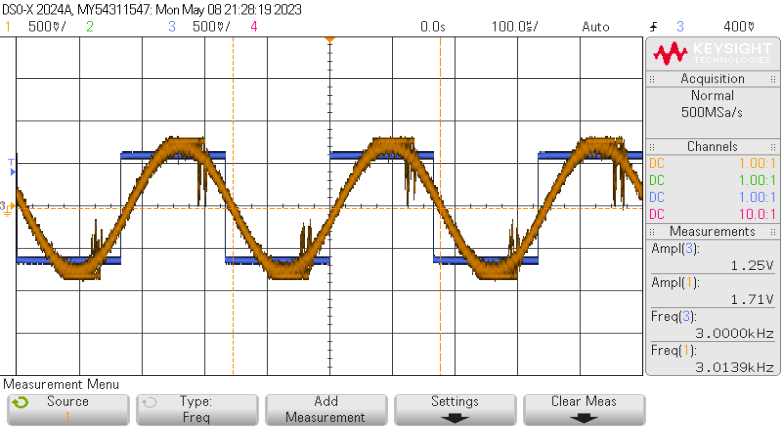 DSO-X 2024A, MY54311547: Mon May 08 21:28:19 2023
1 500mV/ 2 3 500mV/ 4 0.0s 100.0us/ Auto 3 400mV
KEYSIGHT
TECHNOLOGIES
Acquisition
Normal
500MSa/s
Channels
DC 1.00:1
DC 1.00:1
DC 1.00:1
DC 10.0:1
Measurements
Ampl(3):
1.25V
Ampl(1):
1.71V
Freq(3):
3.0000kHz
Freq(1):
3.0139kHz
T
3
Measurement Menu
Source
1
Type:
Freq
Add
Measurement
Settings
Clear Meas